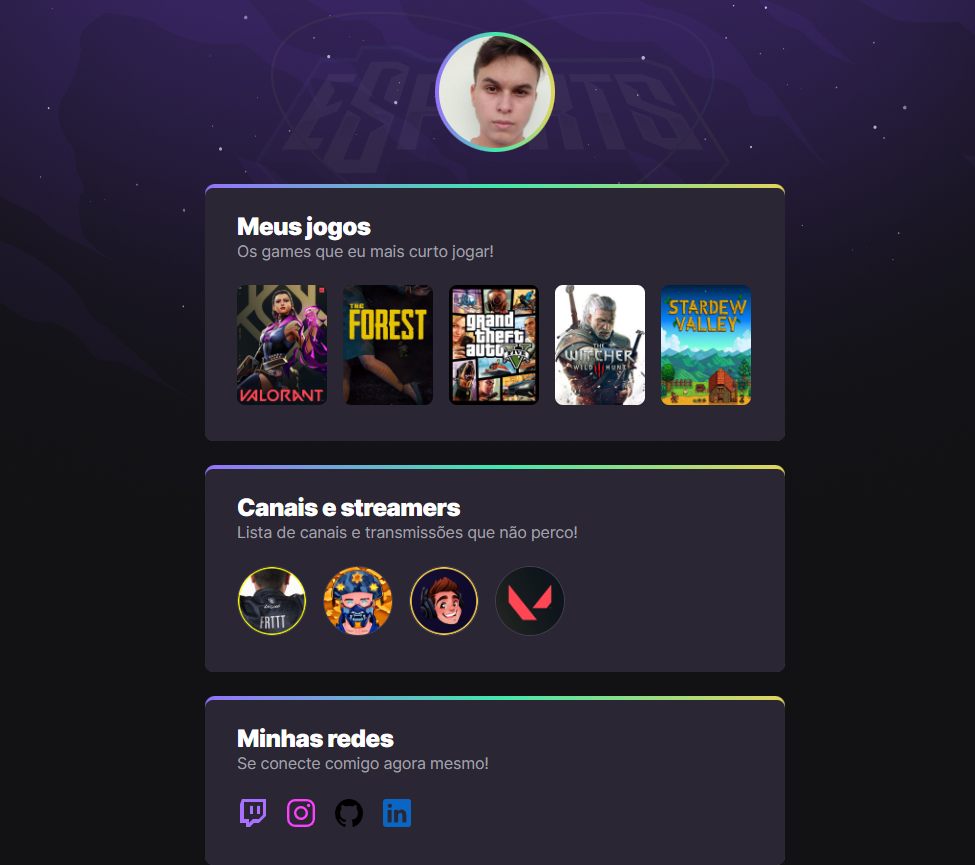 ESPORTS
Meus jogos
Os games que eu mais curto jogar!
VALORANT
THE
FOREST
grand
theft
auto
V
THE
WITCHER
WILD HUNT
STARDEW
VALLEY
Canais e streamers
Lista de canais e transmissões que não perco!
FRTTT
Minhas redes
Se conecte comigo agora mesmo!
in